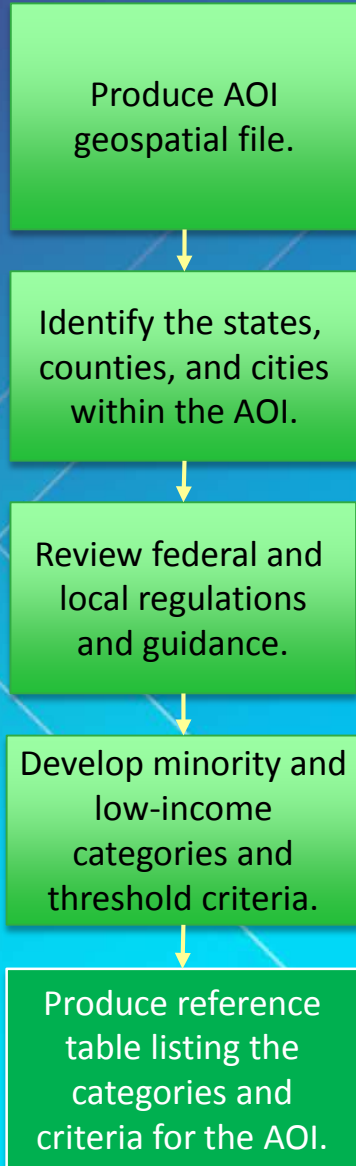 Produce AOI
geospatial file.
Identify the states,
counties, and cities
within the AOI.
Review federal and
local regulations
and guidance.
Develop minority and
low-income
categories and
threshold criteria.
Produce reference
table listing the
categories and
criteria for the AOI.